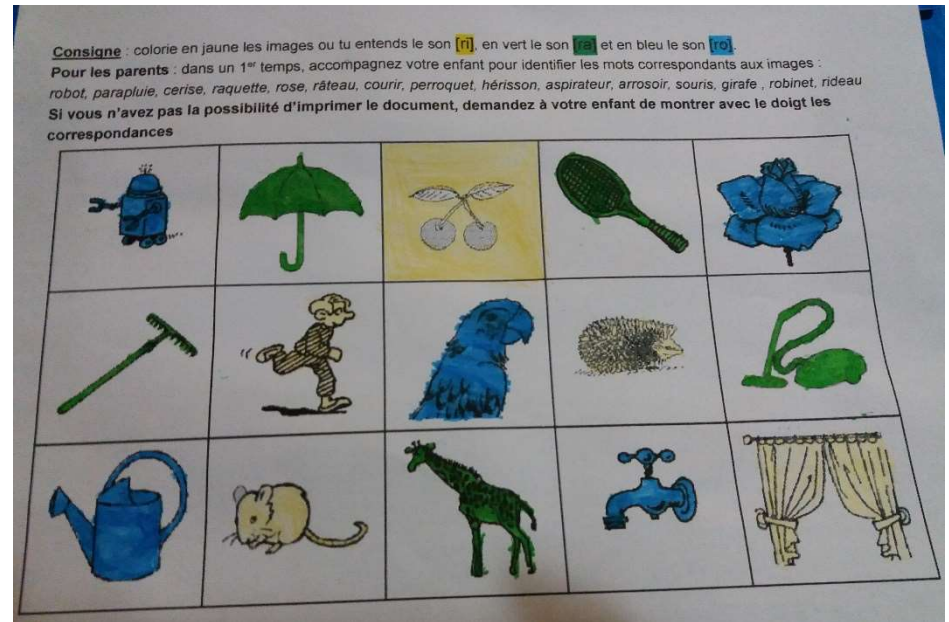 Consigne : colorie en jaune les images ou tu entends le son [ri], en vert le son [ra] et en bleu le son [ro].
Pour les parents : dans un 1er temps, accompagnez votre enfant pour identifier les mots correspondants aux images :
robot, parapluie, cerise, raquette, rose, râteau, courir, perroquet, hérisson, aspirateur, arrosoir, souris, girafe , robinet, rideau
Si vous n'avez pas la possibilité d'imprimer le document, demandez à votre enfant de montrer avec le doigt les
correspondances